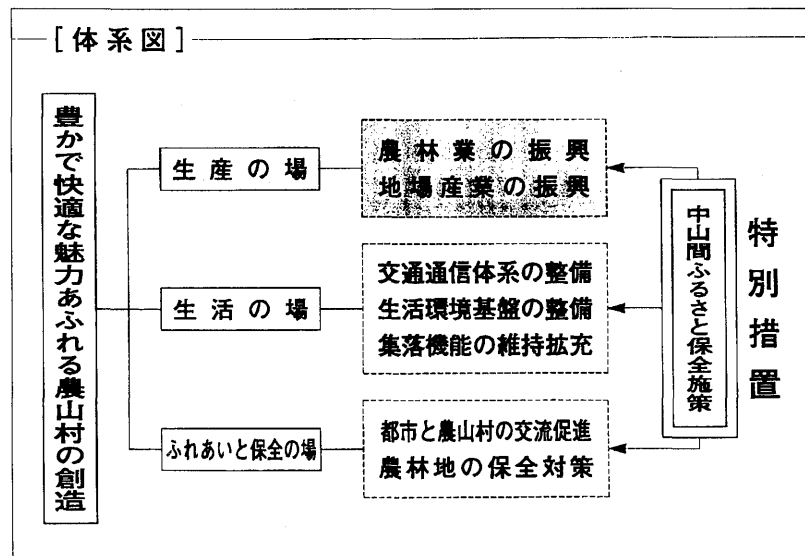 [体系図]
豊かで快適な魅力あふれる農山村の創造
生産の場
農林業の振興
地場産業の振興
生活の場
交通通信体系の整備
生活環境基盤の整備
集落機能の維持拡充
ふれあいと保全の場
都市と農山村の交流促進
農林地の保全対策
中山間ふるさと保全施策
特別措置